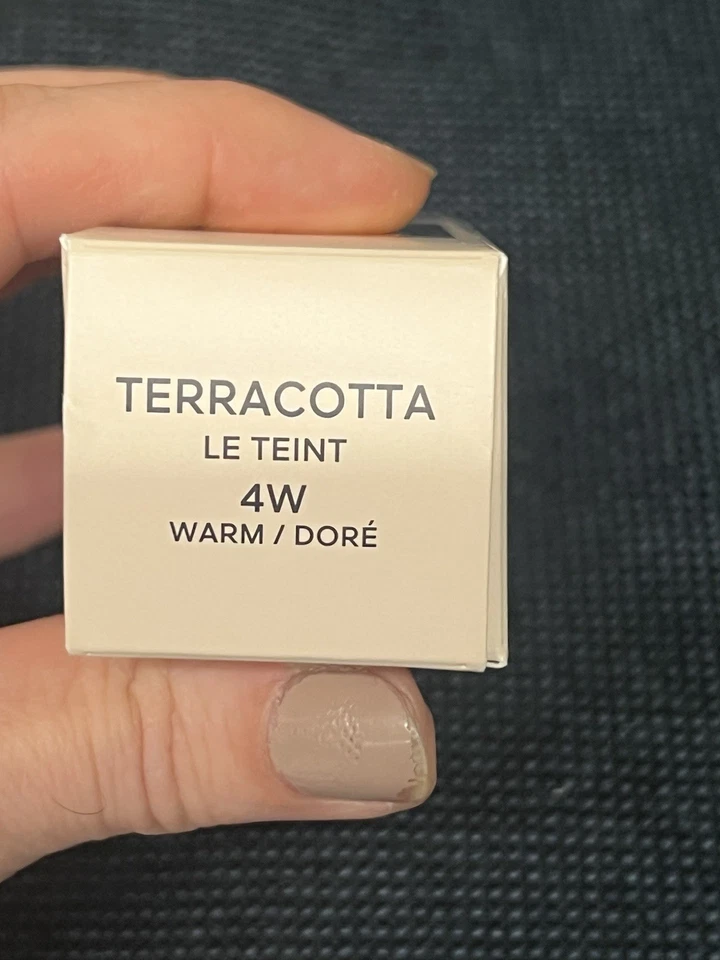 TERRACOTTA
LE TEINT
4W
WARM / DORÉ